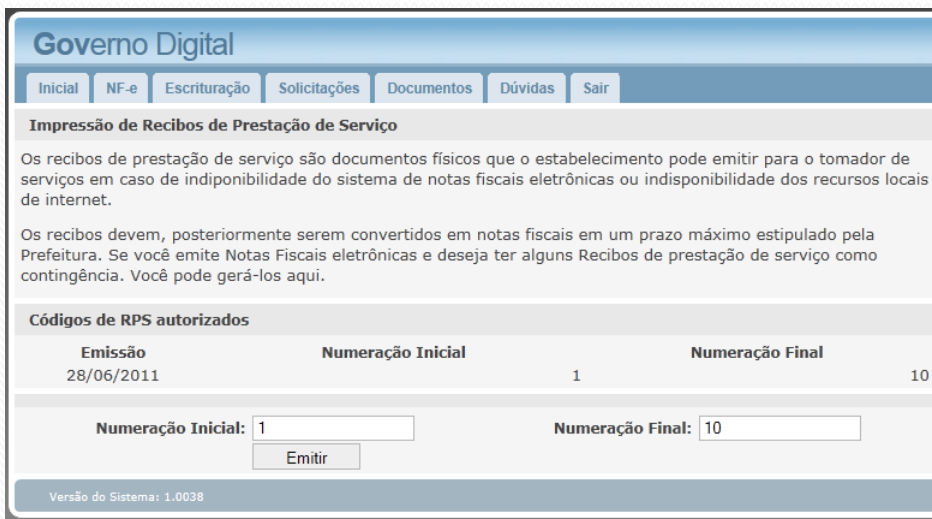 Governo Digital
Inicial NF-e Escrituração Solicitações Documentos Dúvidas Sair
Impressão de Recibos de Prestação de Serviço
Os recibos de prestação de serviço são documentos físicos que o estabelecimento pode emitir para o tomador de
serviços em caso de indiponibilidade do sistema de notas fiscais eletrônicas ou indisponibilidade dos recursos locais
de internet.
Os recibos devem, posteriormente serem convertidos em notas fiscais em um prazo máximo estipulado pela
Prefeitura. Se você emite Notas Fiscais eletrônicas e deseja ter alguns Recibos de prestação de serviço como
contingência. Você pode gerá-los aqui.
Códigos de RPS autorizados
Emissão Numeração Inicial Numeração Final
28/06/2011 1 10
Numeração Inicial: 1 Numeração Final: 10
Emitir
Versão do Sistema: 1.0038